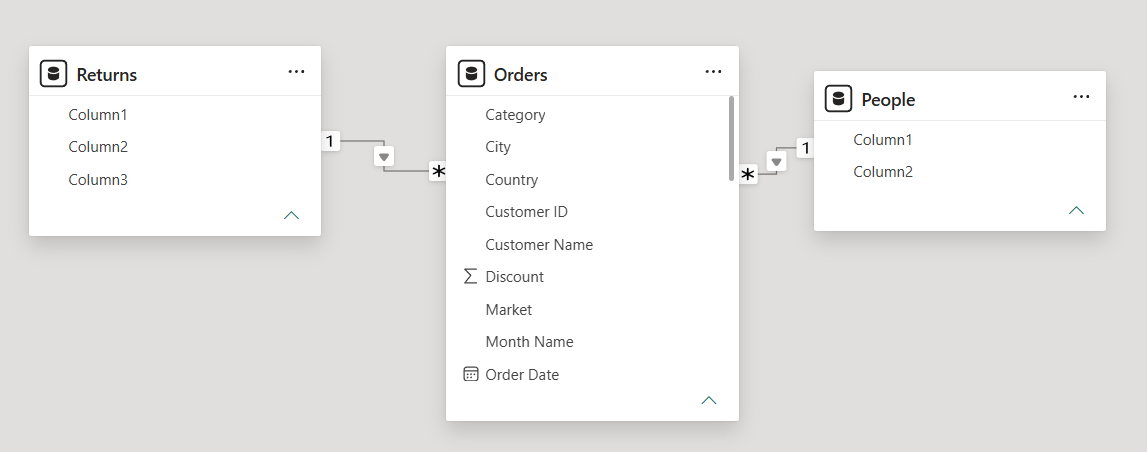 Returns
...
Column1
Column2
Column3
1
*
Orders
...
Category
City
Country
Customer ID
Customer Name
Σ Discount
Market
Month Name
Order Date
*
1
People
...
Column1
Column2